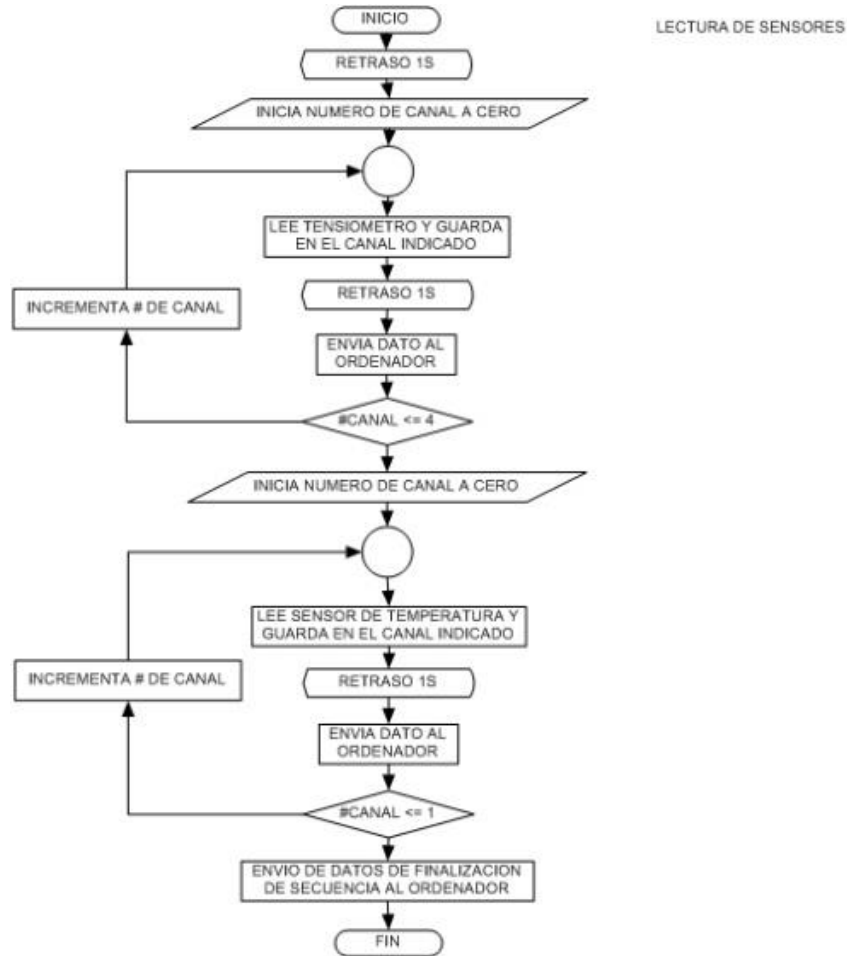 INICIO
LECTURA DE SENSORES
RETRASO 1S
INICIA NUMERO DE CANAL A CERO
LEE TENSIOMETRO Y GUARDA
EN EL CANAL INDICADO
RETRASO 1S
INCREMENTA # DE CANAL
ENVIA DATO AL
ORDENADOR
#CANAL <= 4
INICIA NUMERO DE CANAL A CERO
LEE SENSOR DE TEMPERATURA Y
GUARDA EN EL CANAL INDICADO
RETRASO 1S
INCREMENTA # DE CANAL
ENVIA DATO AL
ORDENADOR
#CANAL <= 1
ENVIO DE DATOS DE FINALIZACION
DE SECUENCIA AL ORDENADOR
FIN